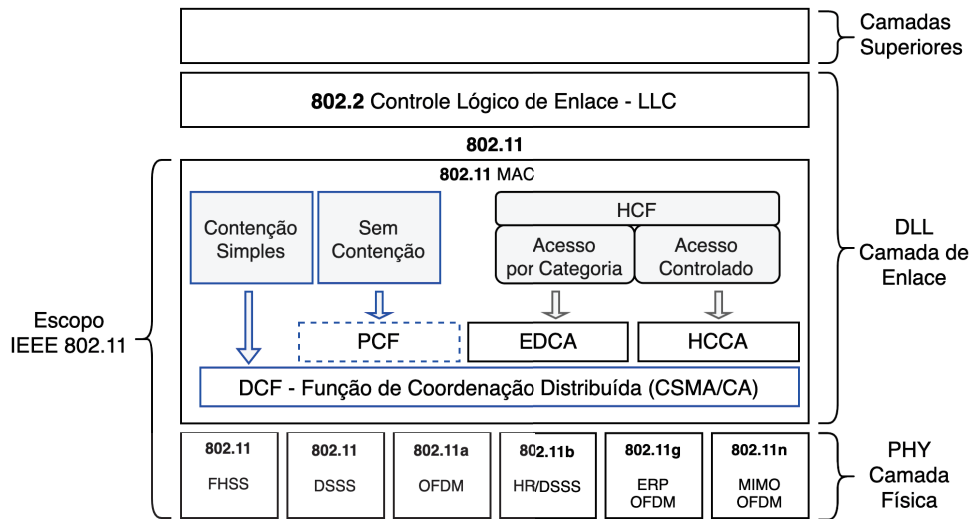 Camadas
Superiores
802.2 Controle Lógico de Enlace - LLC
802.11
802.11 MAC
Contenção
Simples
Sem
Contenção
HCF
Acesso
por Categoria
Acesso
Controlado
DLL
Camada de
Enlace
Escopo
IEEE 802.11
PCF
EDCA
HCCA
DCF - Função de Coordenação Distribuída (CSMA/CA)
802.11
FHSS
802.11
DSSS
802.11a
OFDM
802.11b
HR/DSSS
802.11g
ERP
OFDM
802.11n
MIMO
OFDM
PHY
Camada
Física